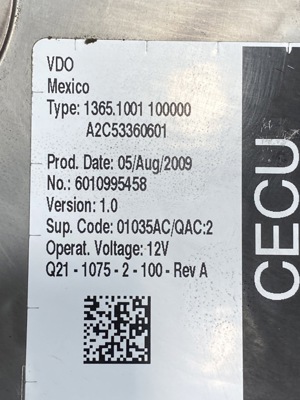 VDO
Mexico
Type: 1365.1001 100000
A2C53360601
Prod. Date: 05/Aug/2009
No.: 6010995458
Version: 1.0
Sup. Code: 01035AC/QAC:2
Operat. Voltage: 12V
Q21 - 1075 - 2 - 100 - Rev A
CECU